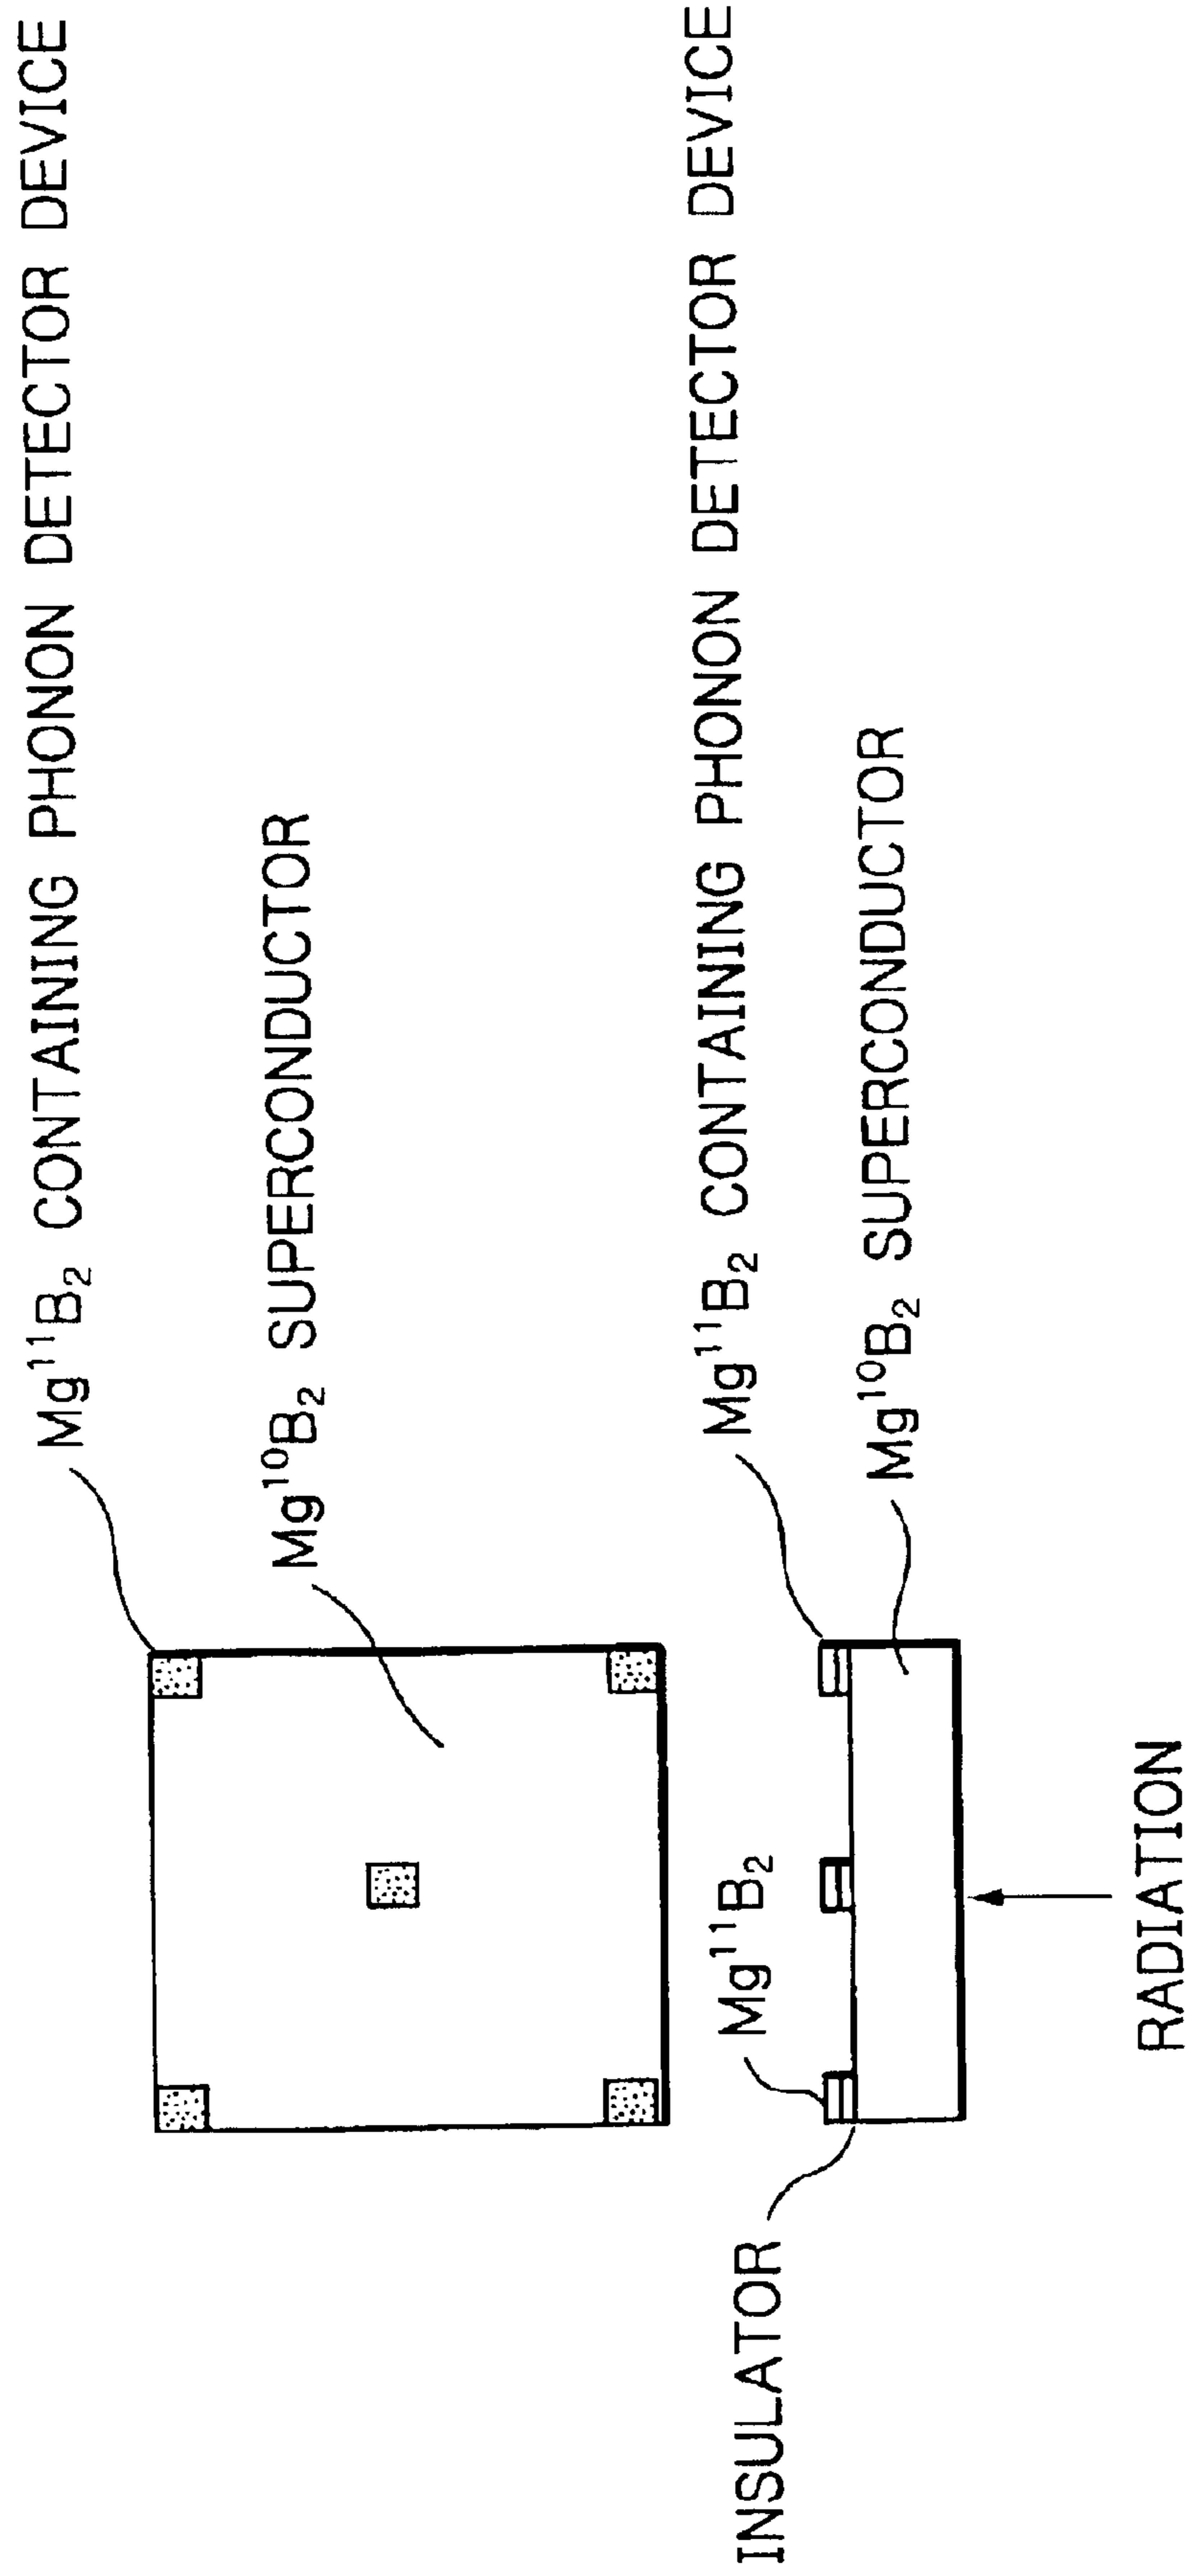 Mg¹¹B₂ CONTAINING PHONON DETECTOR DEVICE
Mg¹⁰B₂ SUPERCONDUCTOR
Mg¹¹B₂ CONTAINING PHONON DETECTOR DEVICE
INSULATOR
Mg¹¹B₂
Mg¹⁰B₂ SUPERCONDUCTOR
RADIATION